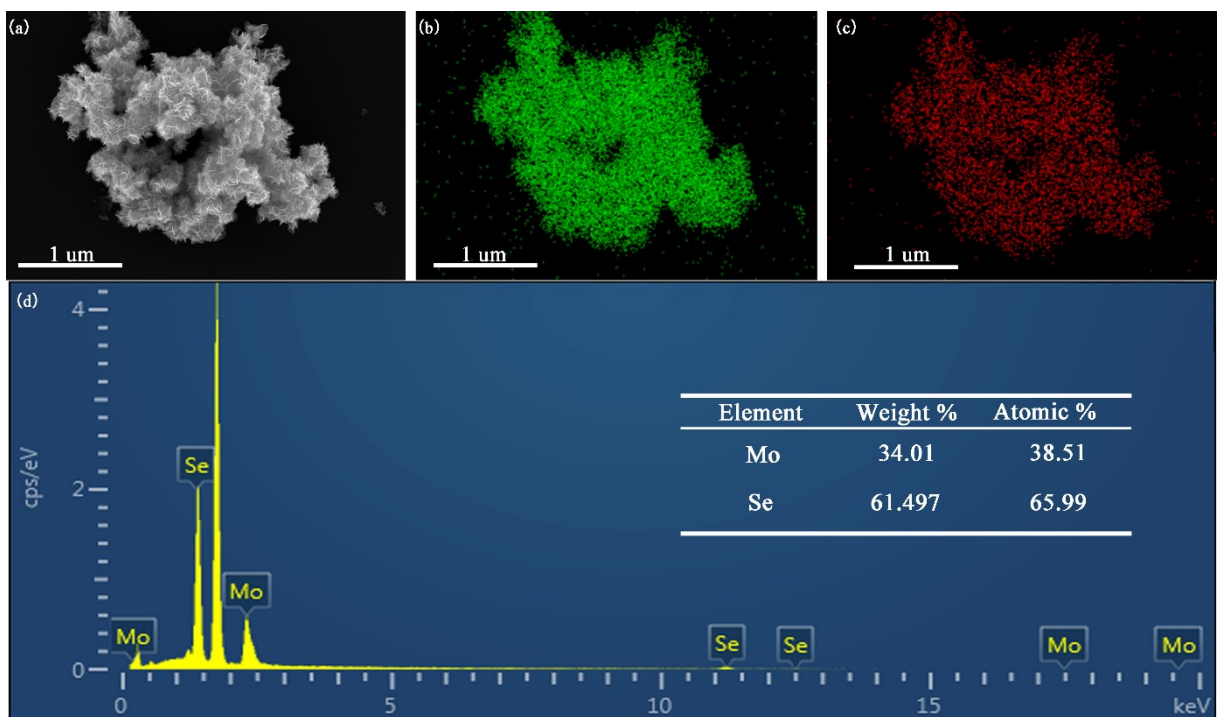 (a)
(b)
(c)
1 um
1 um
1 um
(d)
4
Element Weight % Atomic %
Mo 34.01 38.51
Se 61.497 65.99
Se
cps/eV
2
Mo
Mo
Se
Se
Mo
Mo
0
0 5 10 15 keV